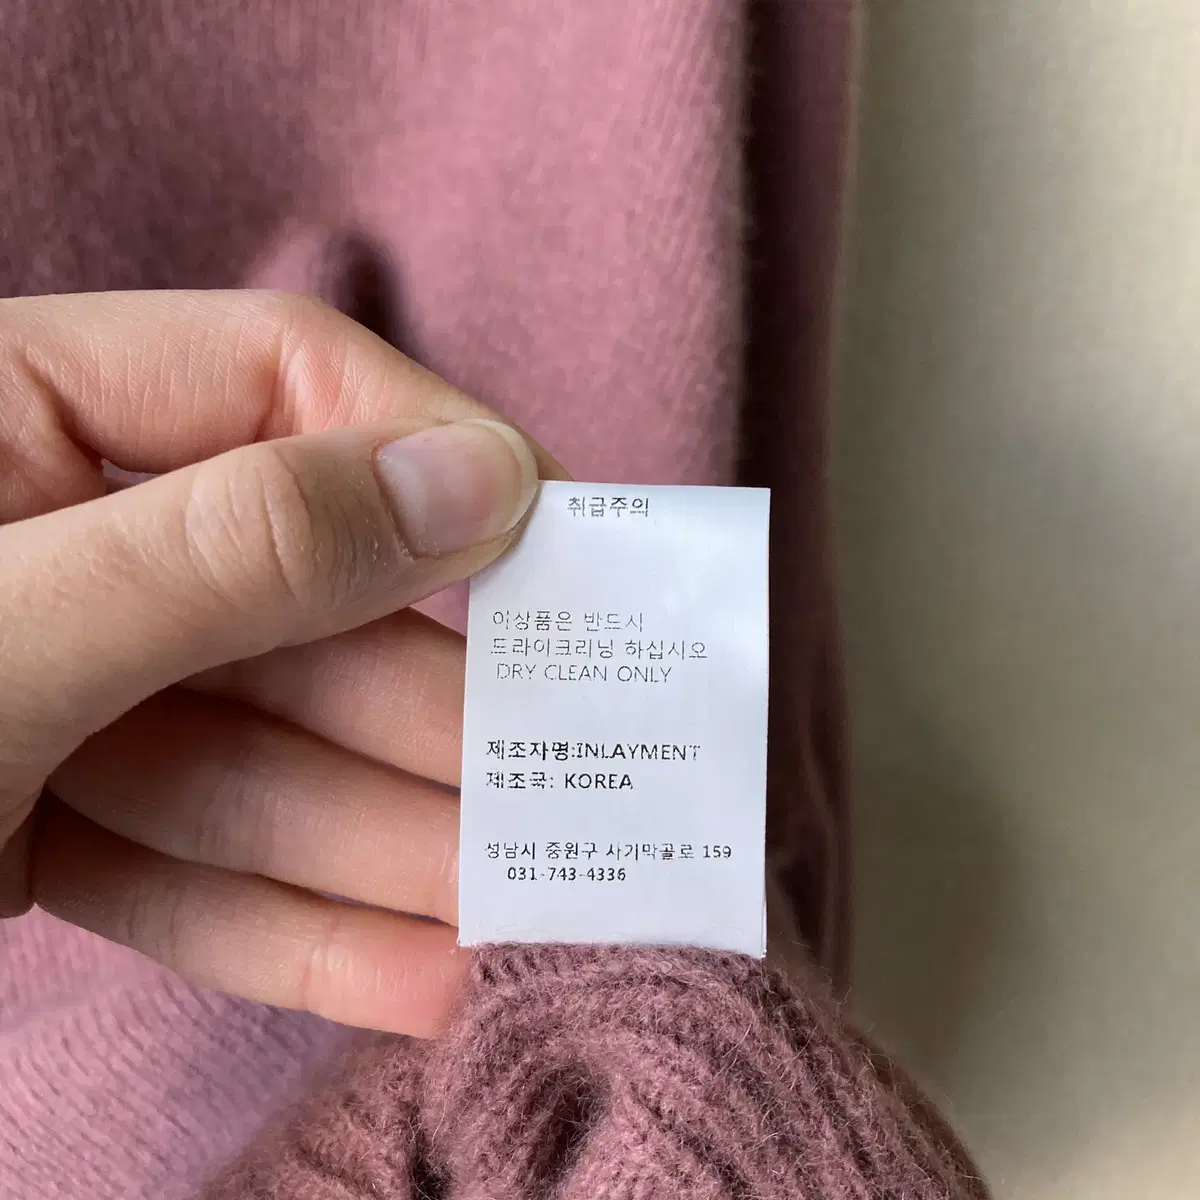 취급주의
이상품은 반드시
드라이크리닝 하십시오
DRY CLEAN ONLY
제조자명:INLAYMENT
제조국: KOREA
성남시 중원구 사기막골로 159
031-743-4336